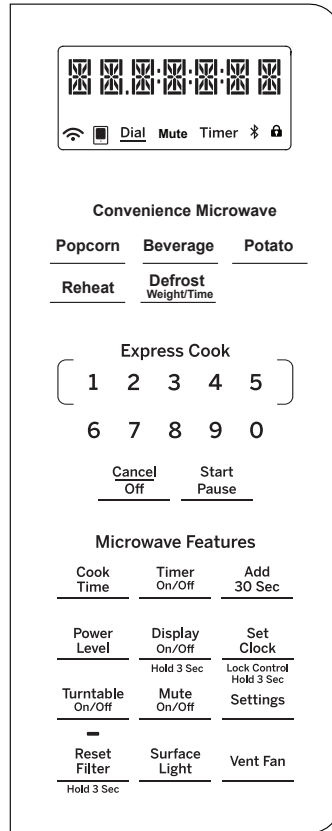 Dial Mute Timer
Convenience Microwave
Popcorn Beverage Potato
Reheat Defrost
Weight/Time
Express Cook
1 2 3 4 5
6 7 8 9 0
Cancel Start
Off Pause
Microwave Features
Cook Timer Add
Time On/Off 30 Sec
Power Display Set
Level On/Off Clock
Hold 3 Sec Lock Control
Hold 3 Sec
Turntable Mute Settings
On/Off On/Off
Reset Surface Vent Fan
Filter Light
Hold 3 Sec